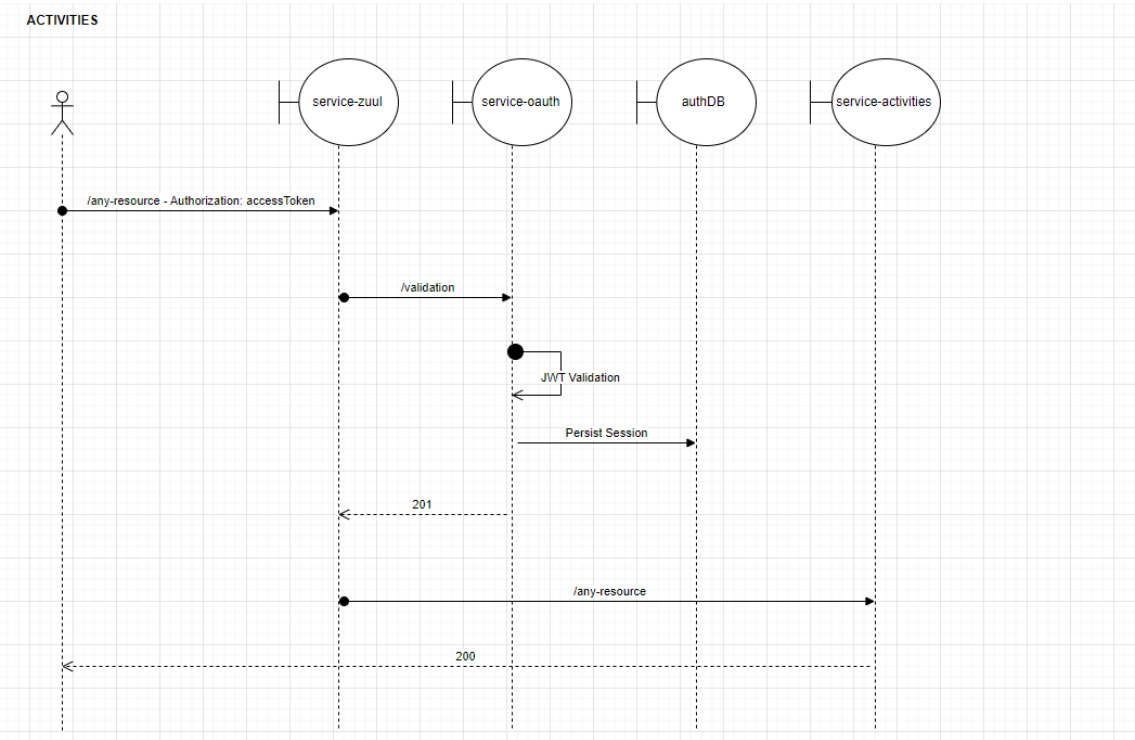 ACTIVITIES
service-zuul
service-oauth
authDB
service-activities
/any-resource - Authorization: accessToken
/validation
JWT Validation
Persist Session
201
/any-resource
200